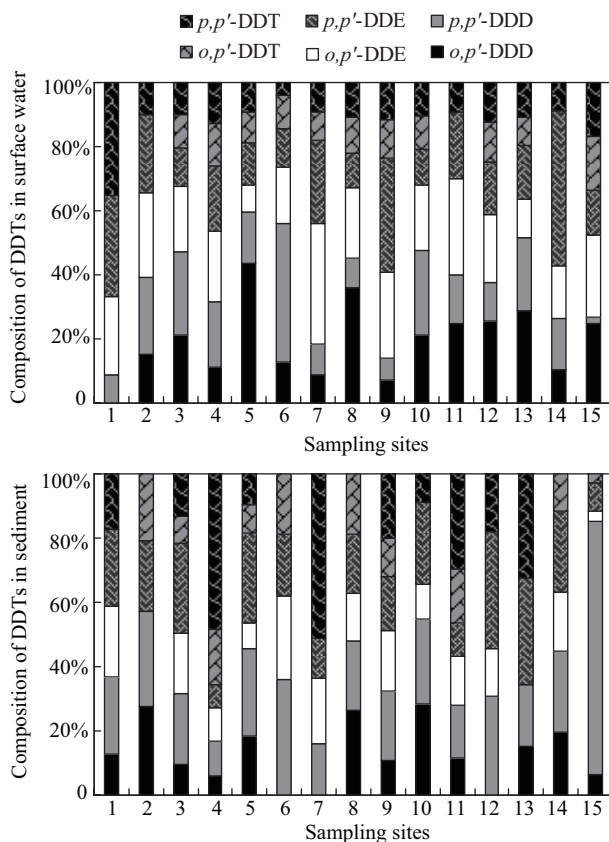 p,p′-DDT p,p′-DDE p,p′-DDD
o,p′-DDT o,p′-DDE o,p′-DDD
Composition of DDTs in surface water
100%
80%
60%
40%
20%
0
1 2 3 4 5 6 7 8 9 10 11 12 13 14 15
Sampling sites
Composition of DDTs in sediment
100%
80%
60%
40%
20%
0
1 2 3 4 5 6 7 8 9 10 11 12 13 14 15
Sampling sites